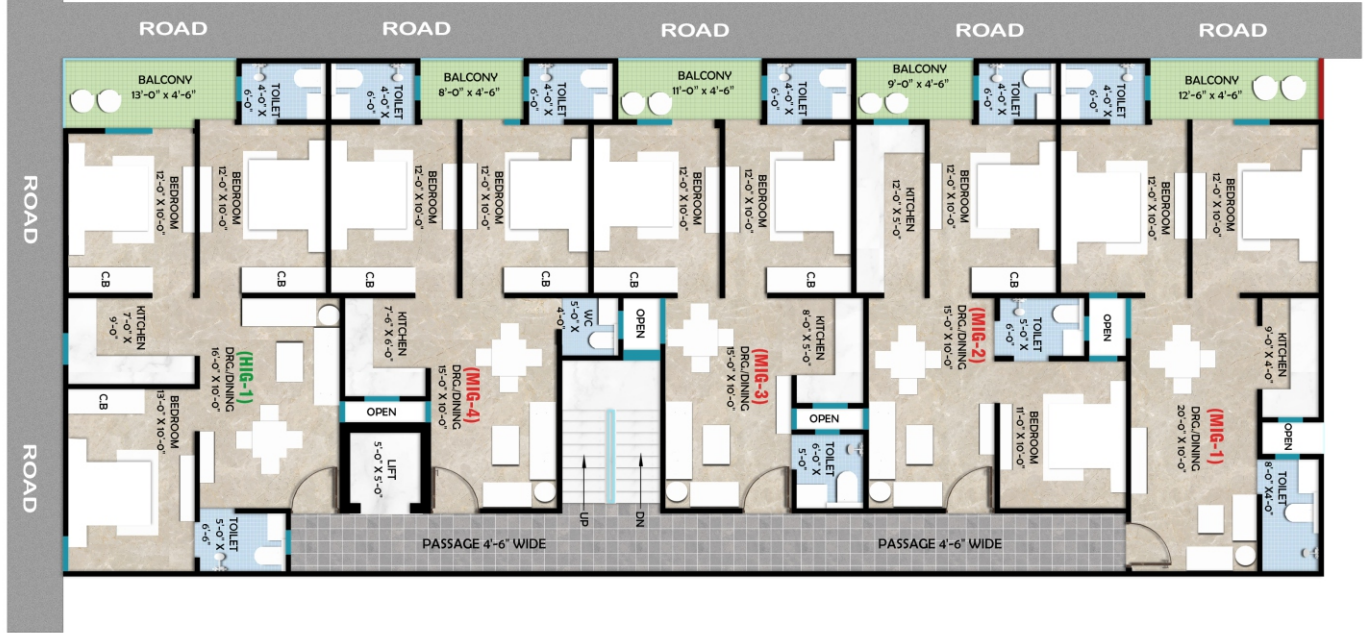 ROAD
ROAD
ROAD
ROAD
ROAD
ROAD
ROAD
BALCONY
13'-0" x 4'-6"
TOILET
4'-0" X
6'-0"
TOILET
4'-0" X
6'-0"
BALCONY
8'-0" x 4'-6"
TOILET
4'-0" X
6'-0"
BALCONY
11'-0" x 4'-6"
TOILET
4'-0" X
6'-0"
BALCONY
9'-0" x 4'-6"
TOILET
4'-0" X
6'-0"
TOILET
4'-0" X
6'-0"
BALCONY
12'-6" x 4'-6"
BEDROOM
12'-0" X 10'-0"
BEDROOM
12'-0" X 10'-0"
BEDROOM
12'-0" X 10'-0"
BEDROOM
12'-0" X 10'-0"
BEDROOM
12'-0" X 10'-0"
BEDROOM
12'-0" X 10'-0"
KITCHEN
12'-0" X 5'-0"
BEDROOM
12'-0" X 10'-0"
BEDROOM
12'-0" X 10'-0"
BEDROOM
12'-0" X 10'-0"
C.B
C.B
C.B
C.B
C.B
C.B
C.B
KITCHEN
7'-0" X
9'-0"
(HIG-1)
DRG./DINING
16'-0" X 10'-0"
C.B
BEDROOM
13'-0" X 10'-0"
TOILET
5'-0" X
6'-6"
KITCHEN
7'-6" X 6'-0"
OPEN
LIFT
5'-0" X 5'-0"
(MIG-4)
DRG./DINING
15'-0" X 10'-0"
WC
5'-0" X
4'-0"
OPEN
UP
DN
(MIG-3)
DRG./DINING
15'-0" X 10'-0"
KITCHEN
8'-0" X 5'-0"
OPEN
TOILET
6'-0" X
5'-0"
(MIG-2)
DRG./DINING
15'-0" X 10'-0"
TOILET
5'-0" X
6'-0"
OPEN
BEDROOM
11'-0" X 10'-0"
(MIG-1)
DRG./DINING
20'-0" X 10'-0"
KITCHEN
9'-0" X 4'-0"
OPEN
TOILET
8'-0" X4'-0"
PASSAGE 4'-6" WIDE
PASSAGE 4'-6" WIDE